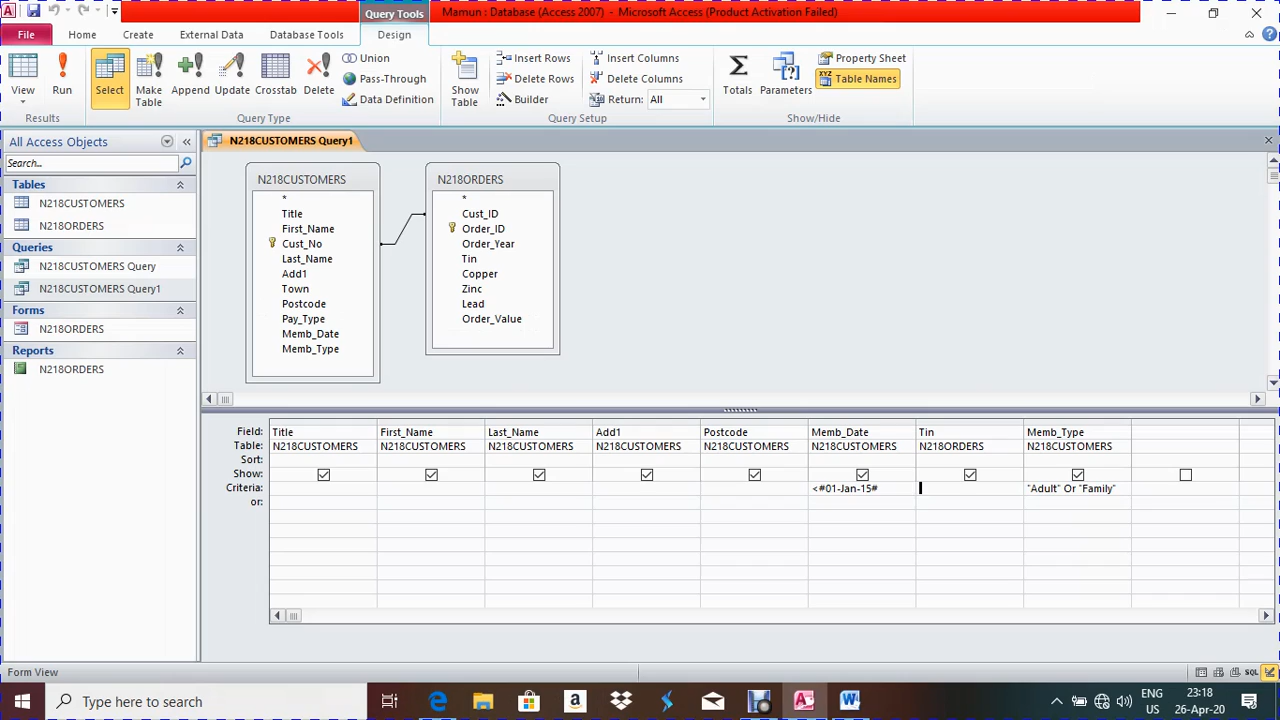 Query Tools
Mamun : Database (Access 2007) - Microsoft Access (Product Activation Failed)
File Home Create External Data Database Tools Design
View Run Select Make Table Append Update Crosstab Delete
Union
Pass-Through
Data Definition
Show Table
Insert Rows
Delete Rows
Builder
Insert Columns
Delete Columns
Return: All
Totals Parameters
Property Sheet
Table Names
Results Query Type Query Setup Show/Hide
All Access Objects
Search...
Tables
N218CUSTOMERS
N218ORDERS
Queries
N218CUSTOMERS Query
N218CUSTOMERS Query1
Forms
N218ORDERS
Reports
N218ORDERS
N218CUSTOMERS Query1
N218CUSTOMERS
*
Title
First_Name
Cust_No
Last_Name
Add1
Town
Postcode
Pay_Type
Memb_Date
Memb_Type
N218ORDERS
*
Cust_ID
Order_ID
Order_Year
Tin
Copper
Zinc
Lead
Order_Value
Field: Title First_Name Last_Name Add1 Postcode Memb_Date Tin Memb_Type
Table: N218CUSTOMERS N218CUSTOMERS N218CUSTOMERS N218CUSTOMERS N218CUSTOMERS N218CUSTOMERS N218ORDERS N218CUSTOMERS
Sort:
Show:
Criteria: <#01-Jan-15# "Adult" Or "Family"
or:
Form View
SQL
Type here to search
ENG
US
23:18
26-Apr-20